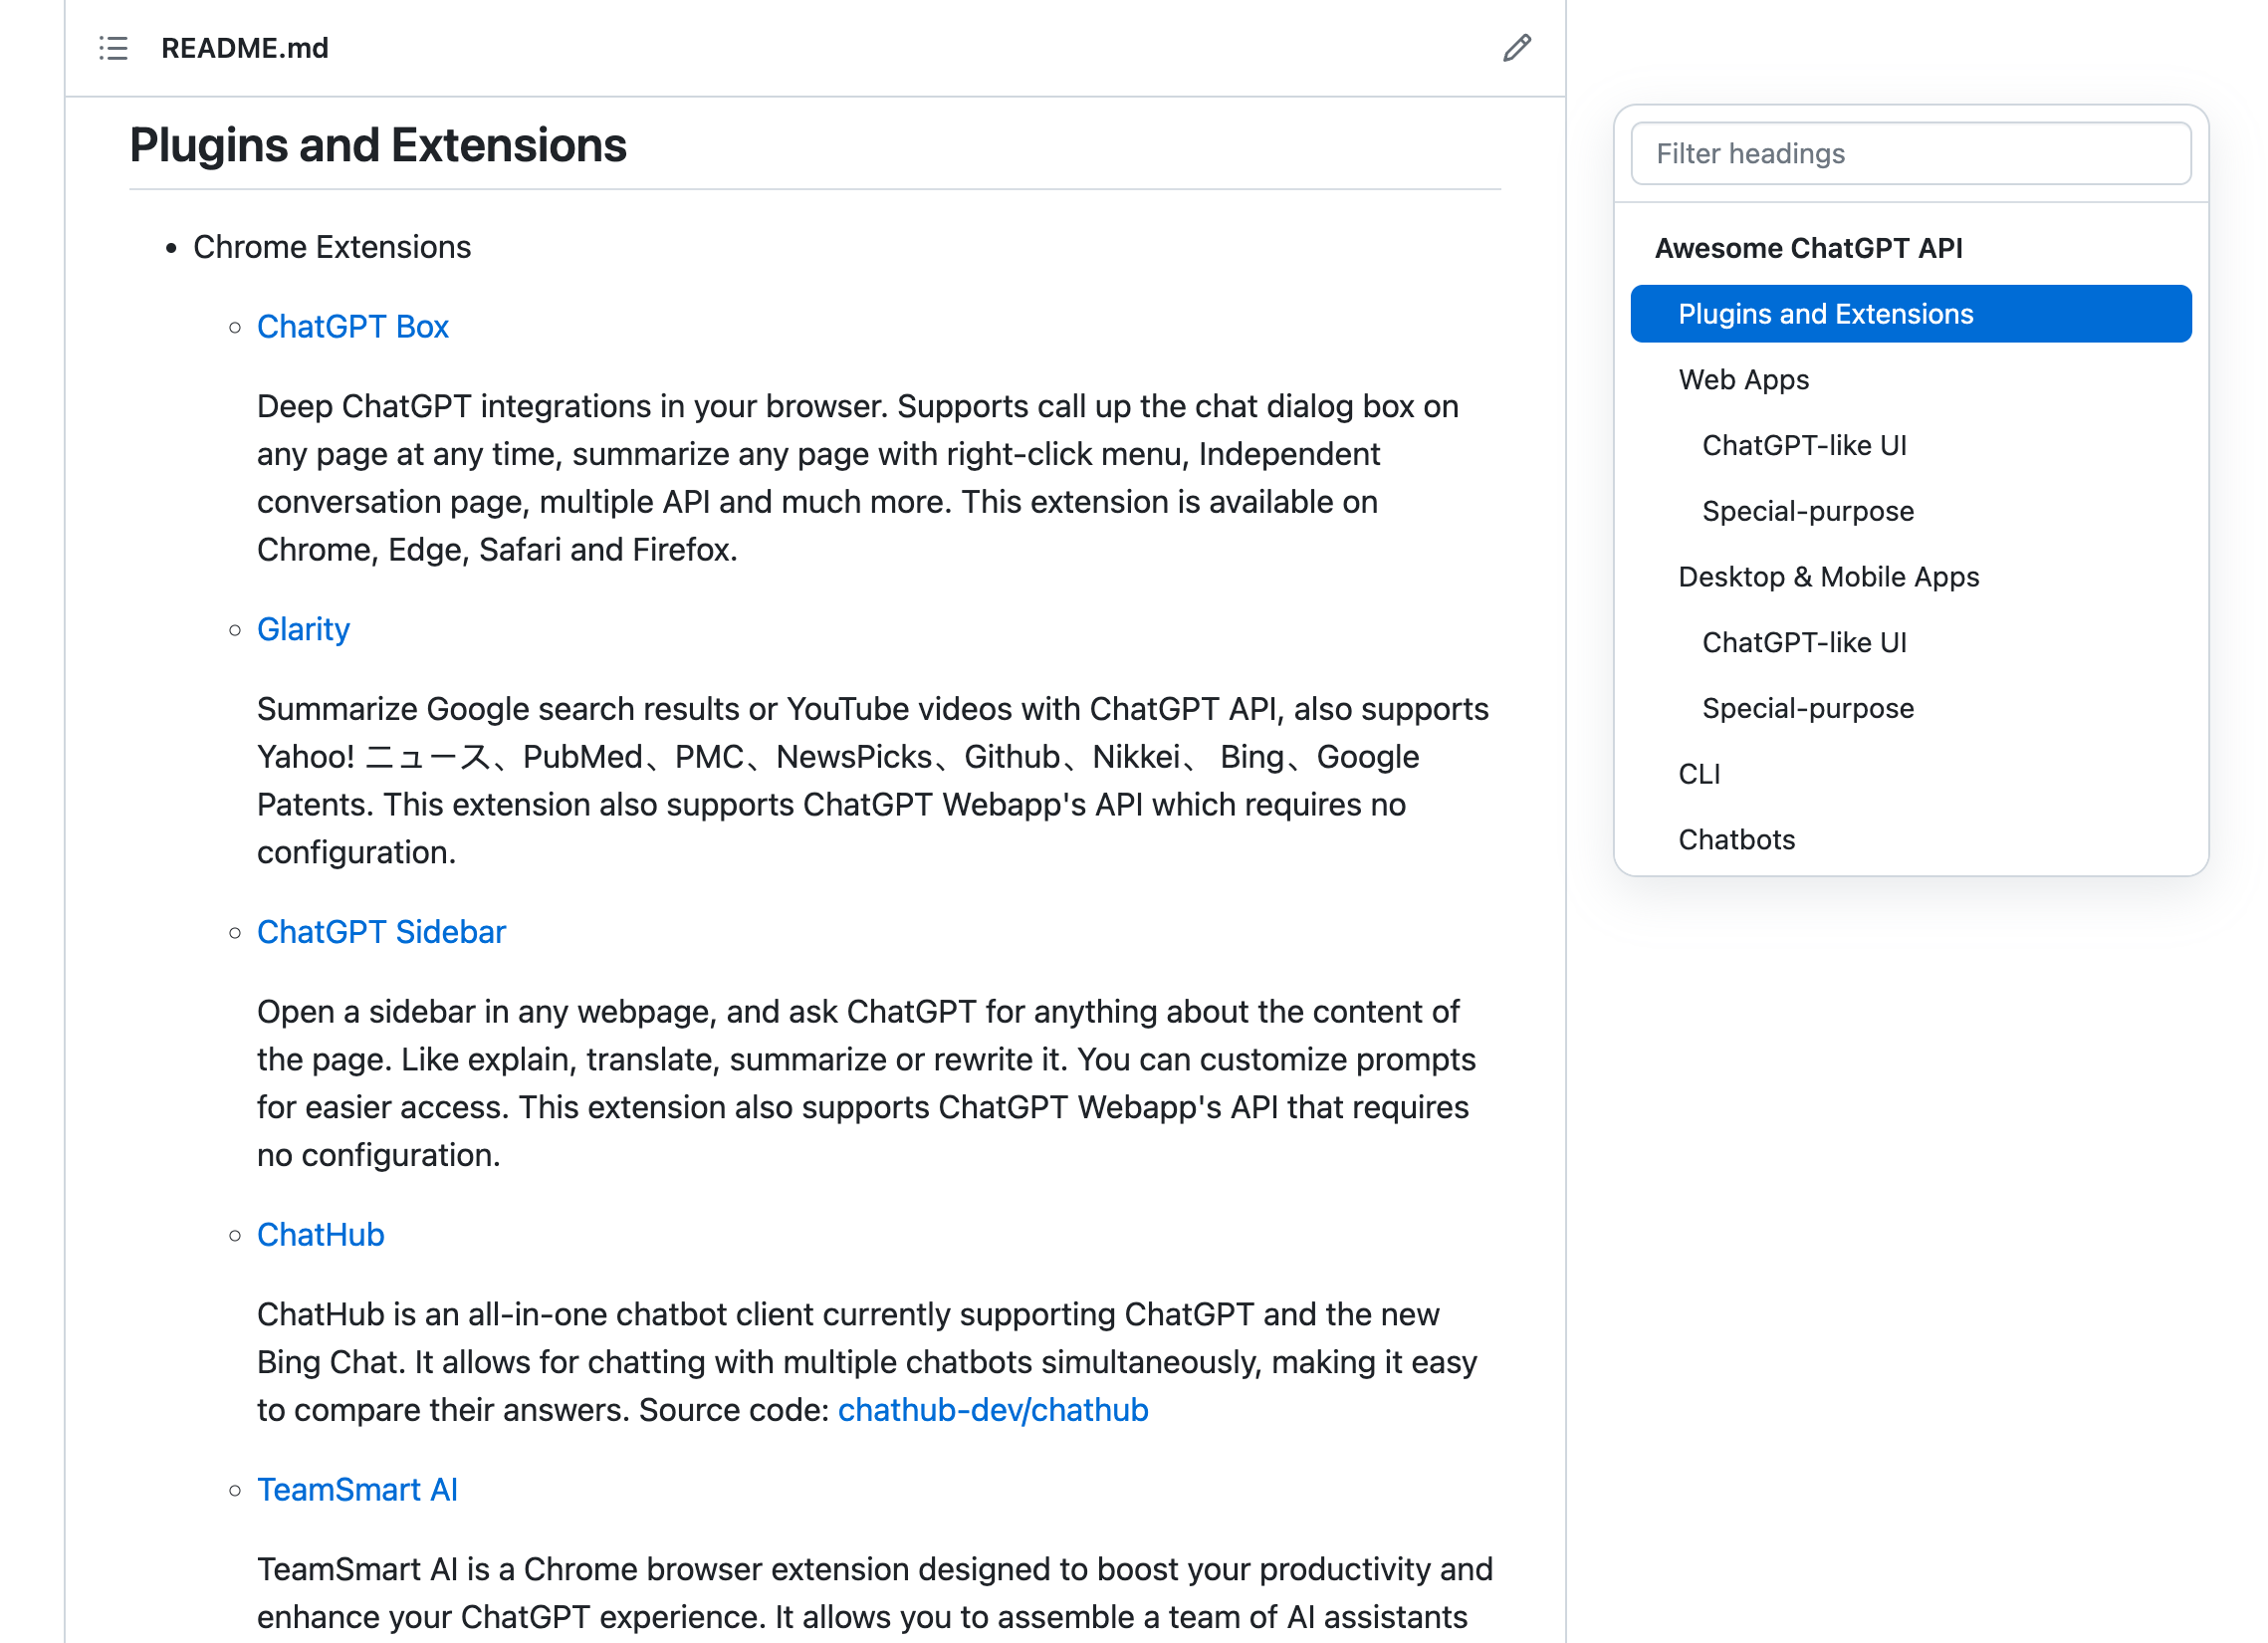 README.md
Plugins and Extensions
Chrome Extensions
ChatGPT Box
Deep ChatGPT integrations in your browser. Supports call up the chat dialog box on
any page at any time, summarize any page with right-click menu, Independent
conversation page, multiple API and much more. This extension is available on
Chrome, Edge, Safari and Firefox.
Glarity
Summarize Google search results or YouTube videos with ChatGPT API, also supports
Yahoo! ニュース、PubMed、PMC、NewsPicks、Github、Nikkei、 Bing、Google
Patents. This extension also supports ChatGPT Webapp's API which requires no
configuration.
ChatGPT Sidebar
Open a sidebar in any webpage, and ask ChatGPT for anything about the content of
the page. Like explain, translate, summarize or rewrite it. You can customize prompts
for easier access. This extension also supports ChatGPT Webapp's API that requires
no configuration.
ChatHub
ChatHub is an all-in-one chatbot client currently supporting ChatGPT and the new
Bing Chat. It allows for chatting with multiple chatbots simultaneously, making it easy
to compare their answers. Source code: chathub-dev/chathub
TeamSmart AI
TeamSmart AI is a Chrome browser extension designed to boost your productivity and
enhance your ChatGPT experience. It allows you to assemble a team of AI assistants
Filter headings
Awesome ChatGPT API
Plugins and Extensions
Web Apps
ChatGPT-like UI
Special-purpose
Desktop & Mobile Apps
ChatGPT-like UI
Special-purpose
CLI
Chatbots